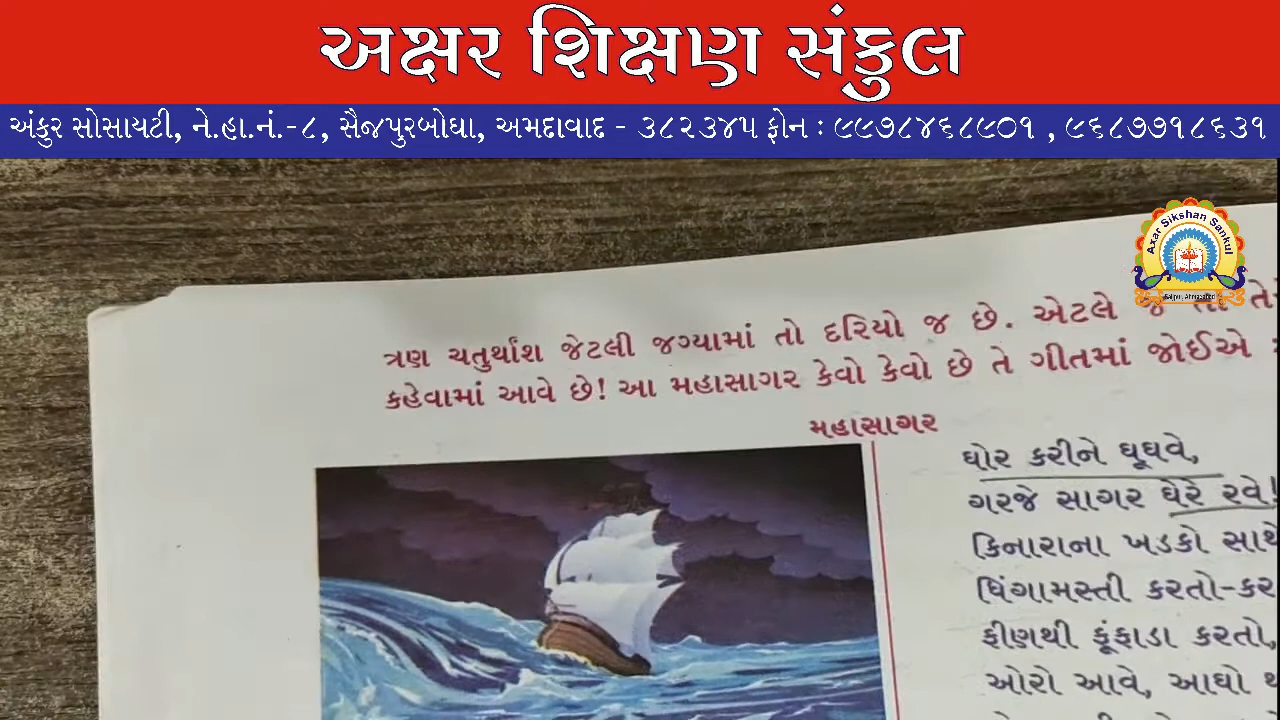 અક્ષર શિક્ષણ સંકુલ
અંકુર સોસાયટી, ને.હા.નં.-૮, સૈજપુરબોઘા, અમદાવાદ - ૩૮૨૩૪૫ ફોન : ૯૯૭૮૪૬૮૯૦૧ , ૯૬૮૭૭૧૮૬૩૧
Axar Sikshan Sankul
Saijpur, Ahmedabad
ત્રણ ચતુર્થાંશ જેટલી જગ્યામાં તો દરિયો જ છે. એટલે જ તો
કહેવામાં આવે છે! આ મહાસાગર કેવો કેવો છે તે ગીતમાં જોઈએ
મહાસાગર
ઘોર કરીને ઘૂઘવે,
ગરજે સાગર ઘેરે રવે!
કિનારાના ખડકો સાથે
ધિંગામસ્તી કરતો-કર
ફીણથી ફૂંફાડા કરતો,
ઓરો આવે, આઘો